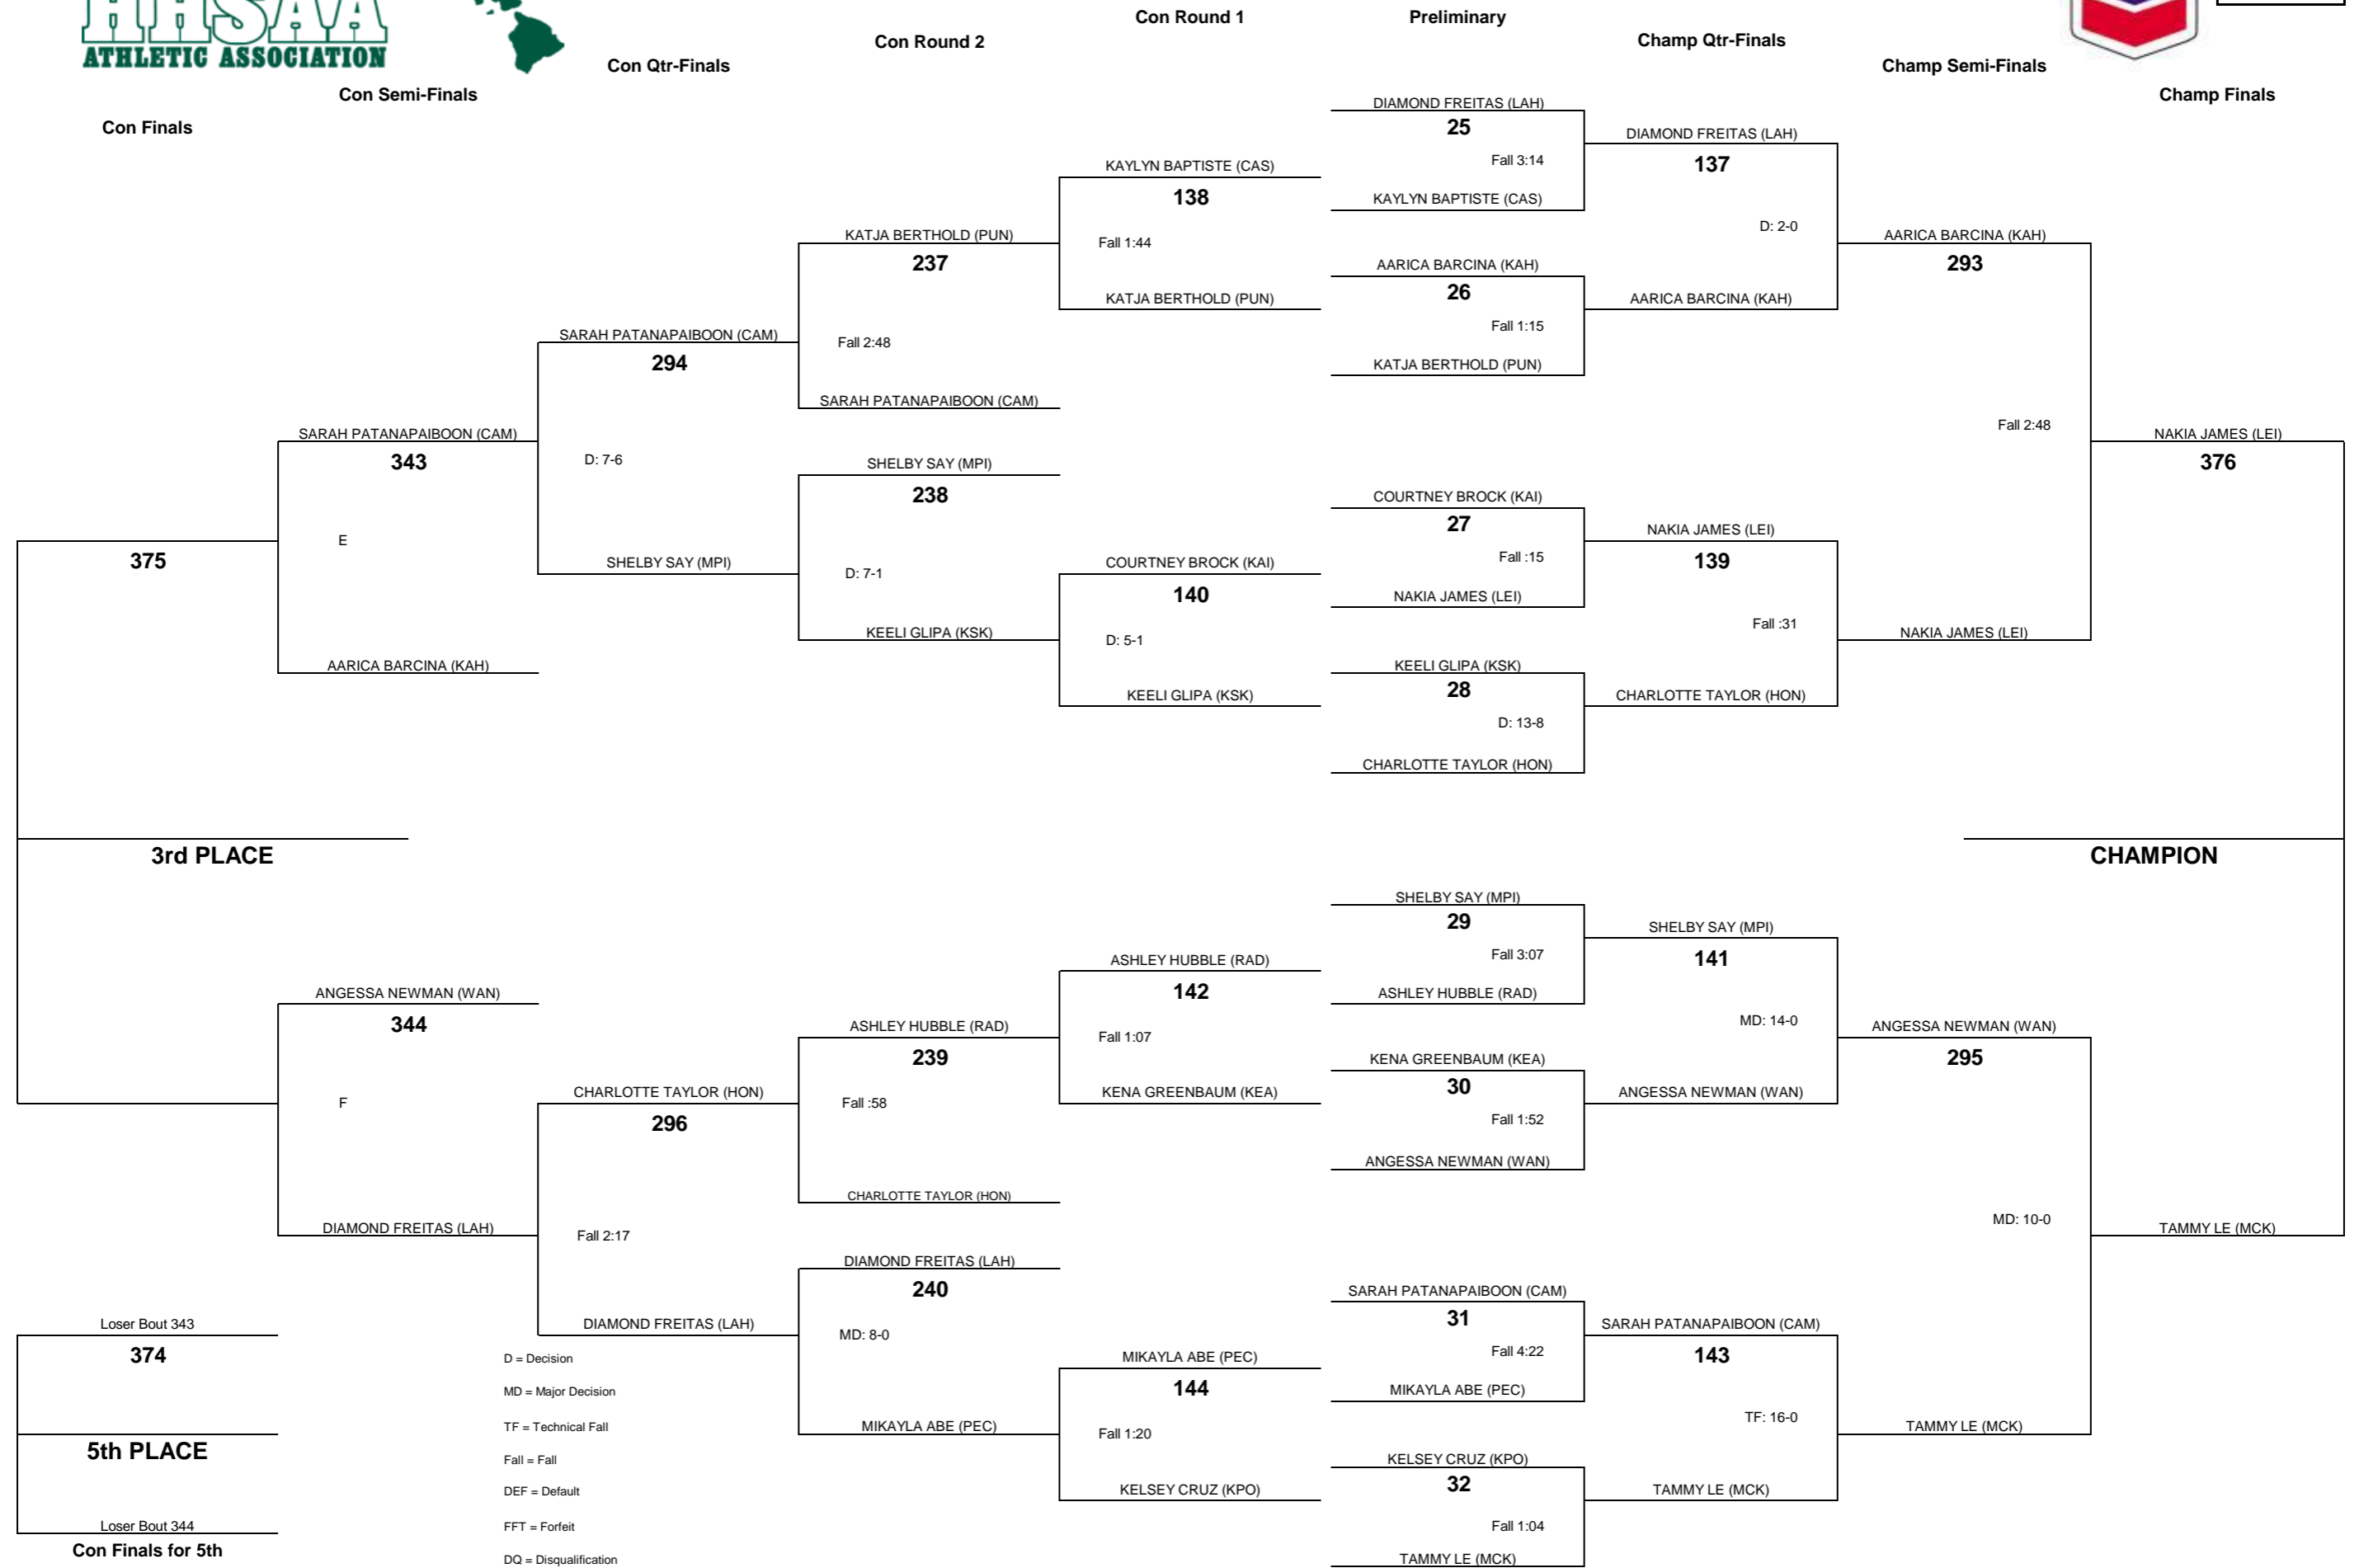 HHSAA
ATHLETIC ASSOCIATION
Con Finals
Con Semi-Finals
Con Qtr-Finals
Con Round 2
Con Round 1
Preliminary
Champ Qtr-Finals
Champ Semi-Finals
Champ Finals
DIAMOND FREITAS (LAH)
25
Fall 3:14
KAYLYN BAPTISTE (CAS)
AARICA BARCINA (KAH)
26
Fall 1:15
KATJA BERTHOLD (PUN)
COURTNEY BROCK (KAI)
27
Fall :15
NAKIA JAMES (LEI)
KEELI GLIPA (KSK)
28
D: 13-8
CHARLOTTE TAYLOR (HON)
SHELBY SAY (MPI)
29
Fall 3:07
ASHLEY HUBBLE (RAD)
KENA GREENBAUM (KEA)
30
Fall 1:52
ANGESSA NEWMAN (WAN)
SARAH PATANAPAIBOON (CAM)
31
Fall 4:22
MIKAYLA ABE (PEC)
KELSEY CRUZ (KPO)
32
Fall 1:04
TAMMY LE (MCK)
DIAMOND FREITAS (LAH)
137
D: 2-0
AARICA BARCINA (KAH)
NAKIA JAMES (LEI)
139
Fall :31
CHARLOTTE TAYLOR (HON)
SHELBY SAY (MPI)
141
MD: 14-0
ANGESSA NEWMAN (WAN)
SARAH PATANAPAIBOON (CAM)
143
TF: 16-0
TAMMY LE (MCK)
AARICA BARCINA (KAH)
293
Fall 2:48
NAKIA JAMES (LEI)
ANGESSA NEWMAN (WAN)
295
MD: 10-0
TAMMY LE (MCK)
NAKIA JAMES (LEI)
376
CHAMPION
TAMMY LE (MCK)
KAYLYN BAPTISTE (CAS)
138
Fall 1:44
KATJA BERTHOLD (PUN)
COURTNEY BROCK (KAI)
140
D: 5-1
KEELI GLIPA (KSK)
ASHLEY HUBBLE (RAD)
142
Fall 1:07
KENA GREENBAUM (KEA)
MIKAYLA ABE (PEC)
144
Fall 1:20
KELSEY CRUZ (KPO)
KATJA BERTHOLD (PUN)
237
Fall 2:48
SARAH PATANAPAIBOON (CAM)
SHELBY SAY (MPI)
238
D: 7-1
KEELI GLIPA (KSK)
ASHLEY HUBBLE (RAD)
239
Fall :58
CHARLOTTE TAYLOR (HON)
DIAMOND FREITAS (LAH)
240
MD: 8-0
MIKAYLA ABE (PEC)
SARAH PATANAPAIBOON (CAM)
294
D: 7-6
SHELBY SAY (MPI)
CHARLOTTE TAYLOR (HON)
296
Fall 2:17
DIAMOND FREITAS (LAH)
SARAH PATANAPAIBOON (CAM)
343
E
AARICA BARCINA (KAH)
ANGESSA NEWMAN (WAN)
344
F
DIAMOND FREITAS (LAH)
375
3rd PLACE
Loser Bout 343
374
5th PLACE
Loser Bout 344
Con Finals for 5th
D = Decision
MD = Major Decision
TF = Technical Fall
Fall = Fall
DEF = Default
FFT = Forfeit
DQ = Disqualification